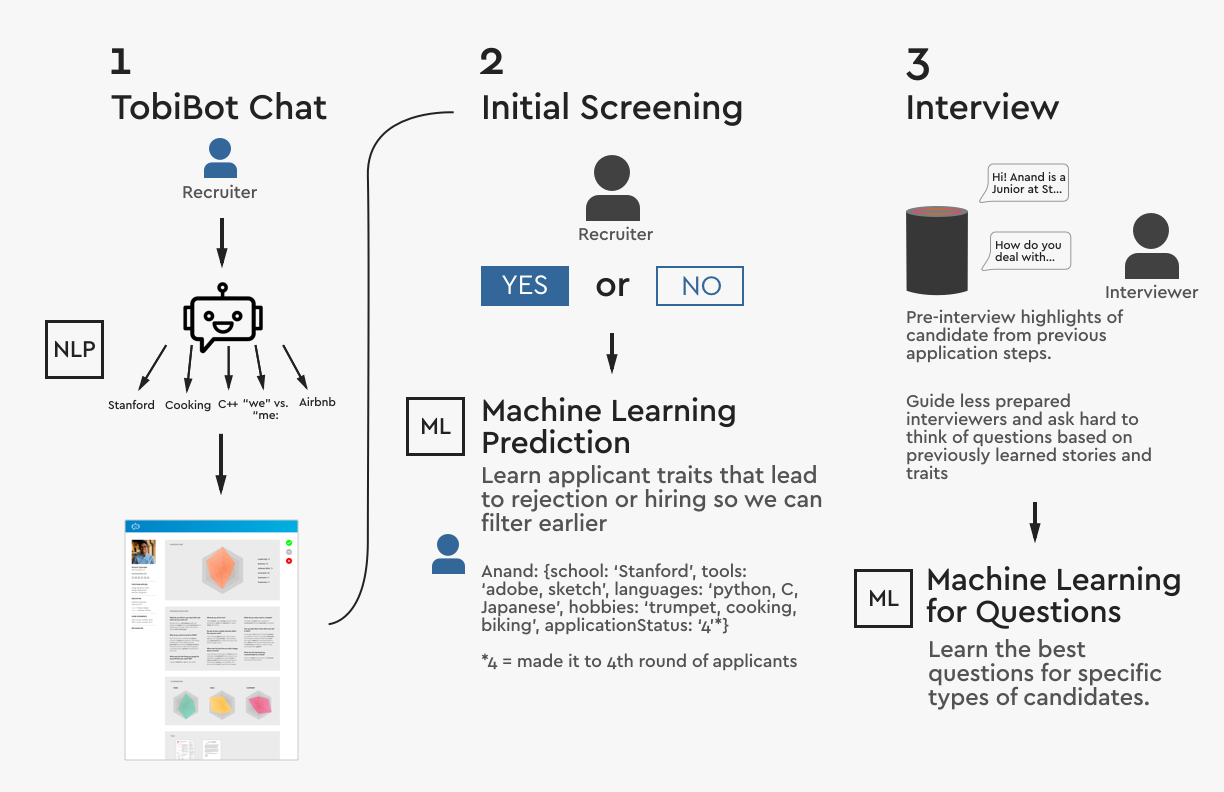 1
TobiBot Chat
Recruiter
NLP
Stanford
Cooking
C++
“we” vs.
“me:
Airbnb
2
Initial Screening
Recruiter
YES
or
NO
ML
Machine Learning
Prediction
Learn applicant traits that lead
to rejection or hiring so we can
filter earlier
Anand: {school: ‘Stanford’, tools:
‘adobe, sketch’, languages: ‘python, C,
Japanese’, hobbies: ‘trumpet, cooking,
biking’, applicationStatus: ‘4’*}
*4 = made it to 4th round of applicants
3
Interview
Hi! Anand is a
Junior at St...
How do you
deal with...
Interviewer
Pre-interview highlights of
candidate from previous
application steps.
Guide less prepared
interviewers and ask hard to
think of questions based on
previously learned stories and
traits
ML
Machine Learning
for Questions
Learn the best
questions for specific
types of candidates.